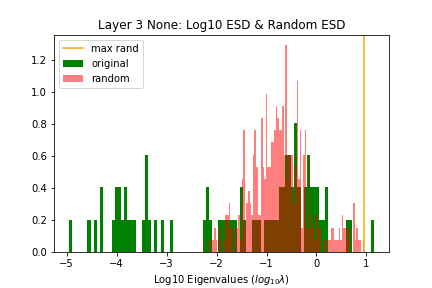 Layer 3 None: Log10 ESD & Random ESD
max rand
original
random
1.2
1.0
0.8
0.6
0.4
0.2
0.0
−5
−4
−3
−2
−1
0
1
Log10 Eigenvalues (log₁₀λ)